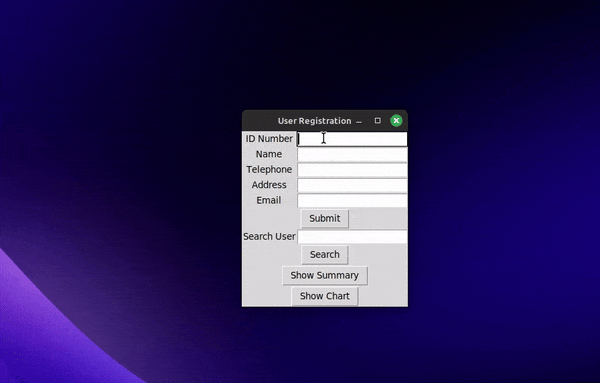 User Registration
ID Number
Name
Telephone
Address
Email
Submit
Search User
Search
Show Summary
Show Chart